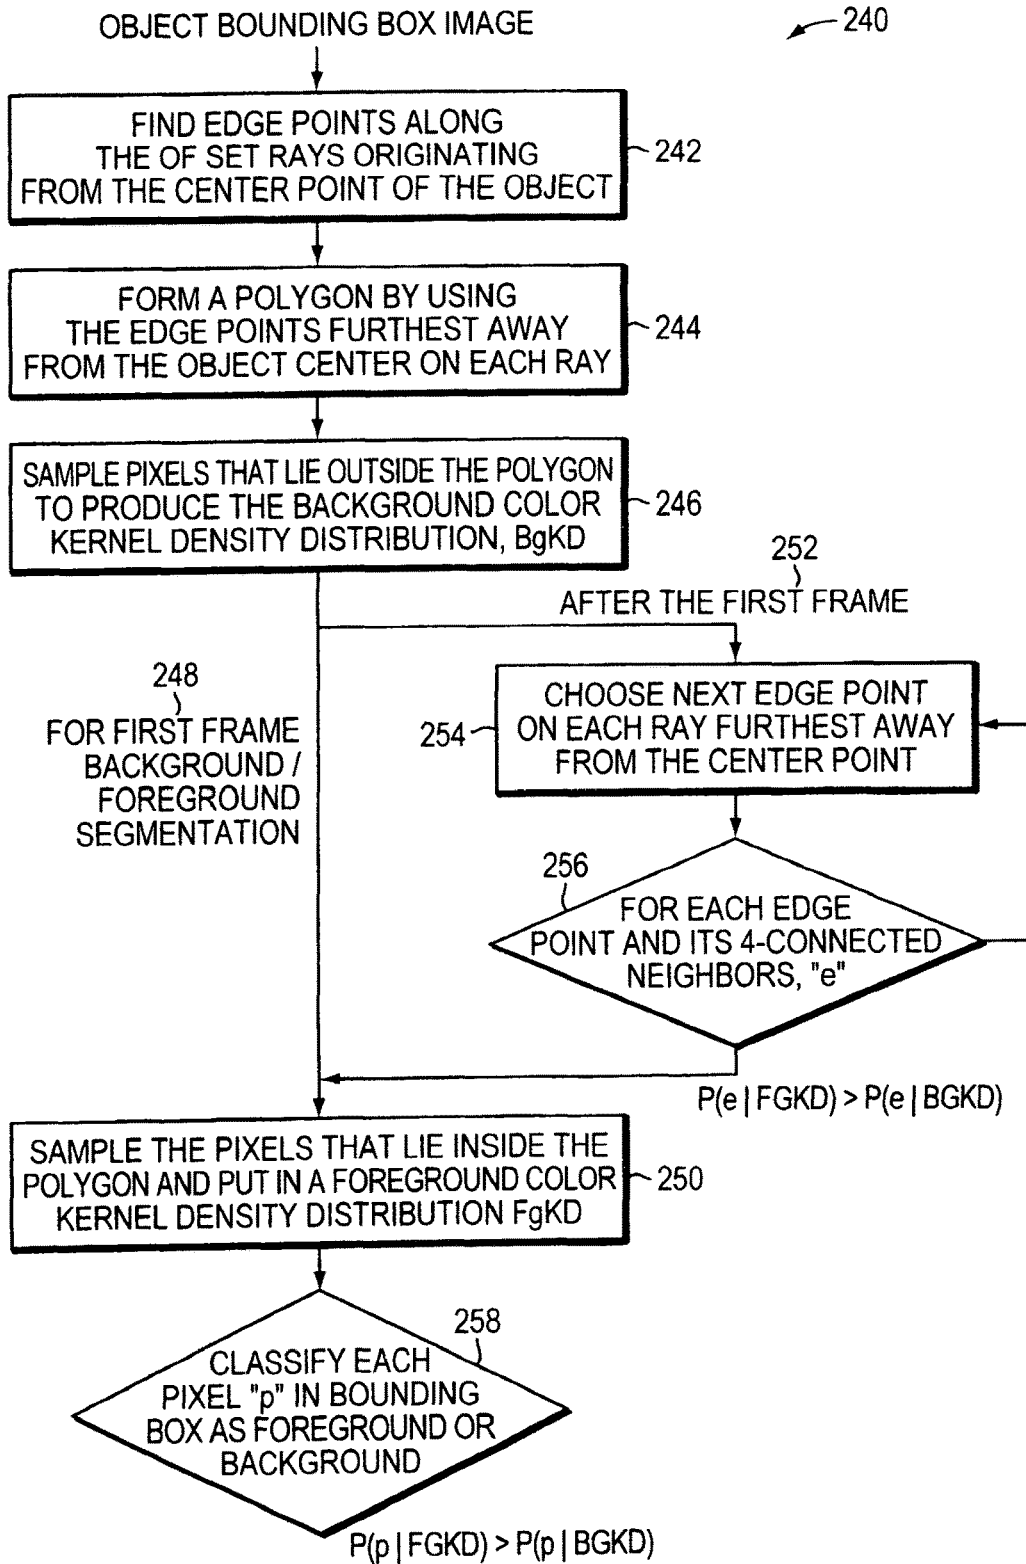 OBJECT BOUNDING BOX IMAGE
240
FIND EDGE POINTS ALONG
THE OF SET RAYS ORIGINATING
FROM THE CENTER POINT OF THE OBJECT
242
FORM A POLYGON BY USING
THE EDGE POINTS FURTHEST AWAY
FROM THE OBJECT CENTER ON EACH RAY
244
SAMPLE PIXELS THAT LIE OUTSIDE THE POLYGON
TO PRODUCE THE BACKGROUND COLOR
KERNEL DENSITY DISTRIBUTION, BgKD
246
252
AFTER THE FIRST FRAME
248
FOR FIRST FRAME
BACKGROUND /
FOREGROUND
SEGMENTATION
254
CHOOSE NEXT EDGE POINT
ON EACH RAY FURTHEST AWAY
FROM THE CENTER POINT
256
FOR EACH EDGE
POINT AND ITS 4-CONNECTED
NEIGHBORS, "e"
P(e | FGKD) > P(e | BGKD)
SAMPLE THE PIXELS THAT LIE INSIDE THE
POLYGON AND PUT IN A FOREGROUND COLOR
KERNEL DENSITY DISTRIBUTION FgKD
250
258
CLASSIFY EACH
PIXEL "p" IN BOUNDING
BOX AS FOREGROUND OR
BACKGROUND
P(p | FGKD) > P(p | BGKD)